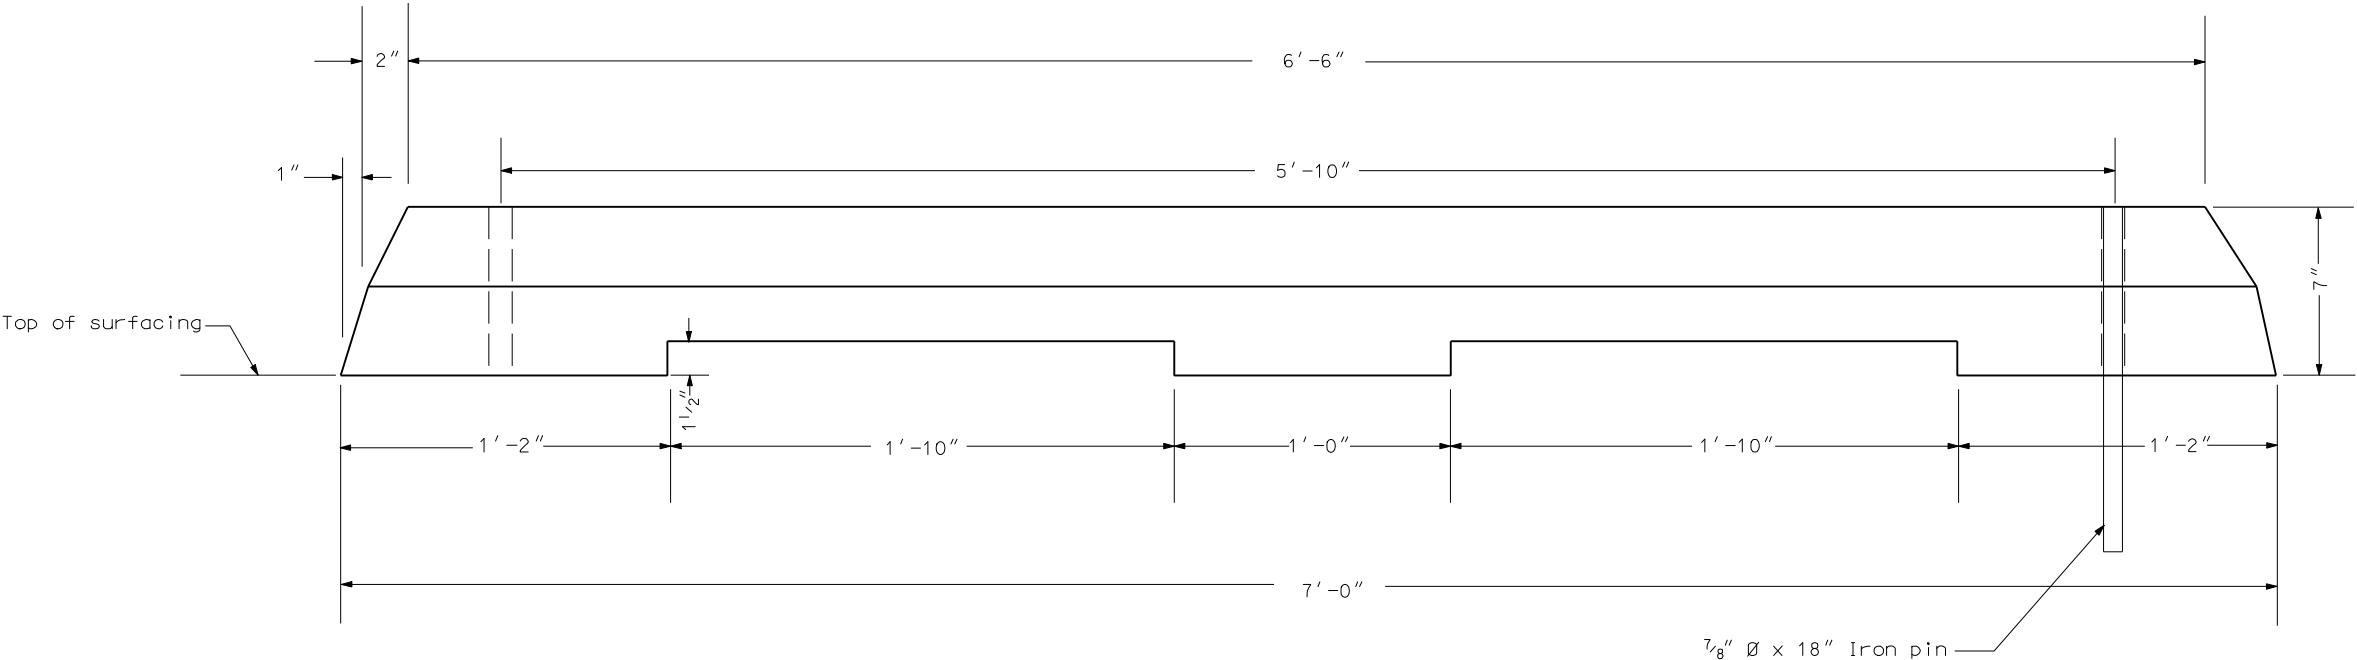 2" 6'-6"
1" 5'-10"
7"
Top of surfacing
1 1/2"
1'-2" 1'-10" 1'-0" 1'-10" 1'-2"
7'-0"
7/8" Ø x 18" Iron pin